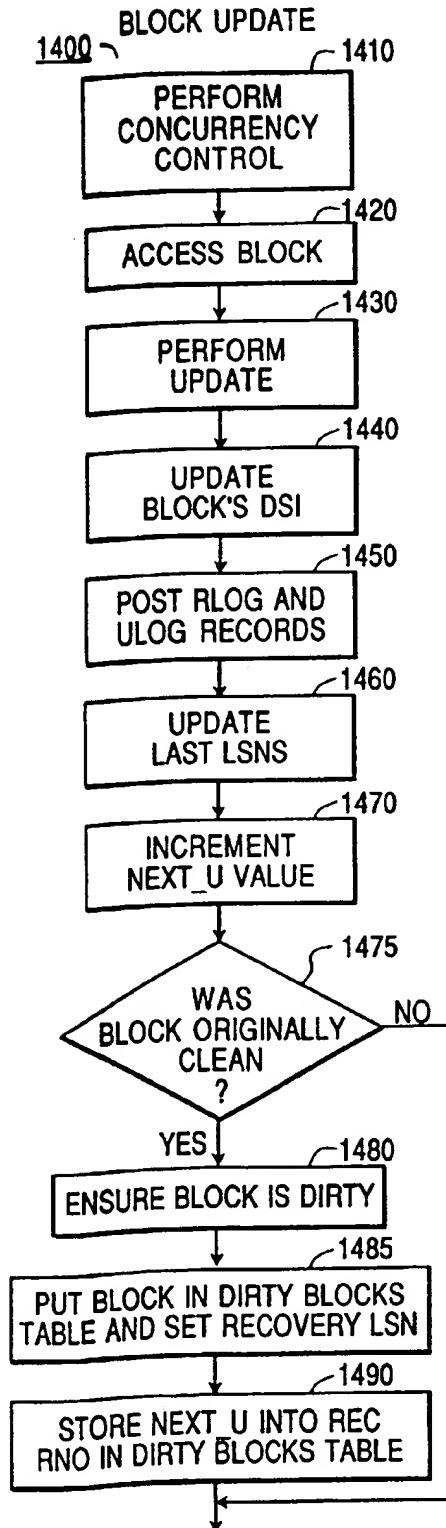 BLOCK UPDATE
1400
1410
PERFORM
CONCURRENCY
CONTROL
1420
ACCESS BLOCK
1430
PERFORM
UPDATE
1440
UPDATE
BLOCK'S DSI
1450
POST RLOG AND
ULOG RECORDS
1460
UPDATE
LAST LSNS
1470
INCREMENT
NEXT_U VALUE
1475
WAS
BLOCK ORIGINALLY
CLEAN
?
NO
YES
1480
ENSURE BLOCK IS DIRTY
1485
PUT BLOCK IN DIRTY BLOCKS
TABLE AND SET RECOVERY LSN
1490
STORE NEXT_U INTO REC
RNO IN DIRTY BLOCKS TABLE